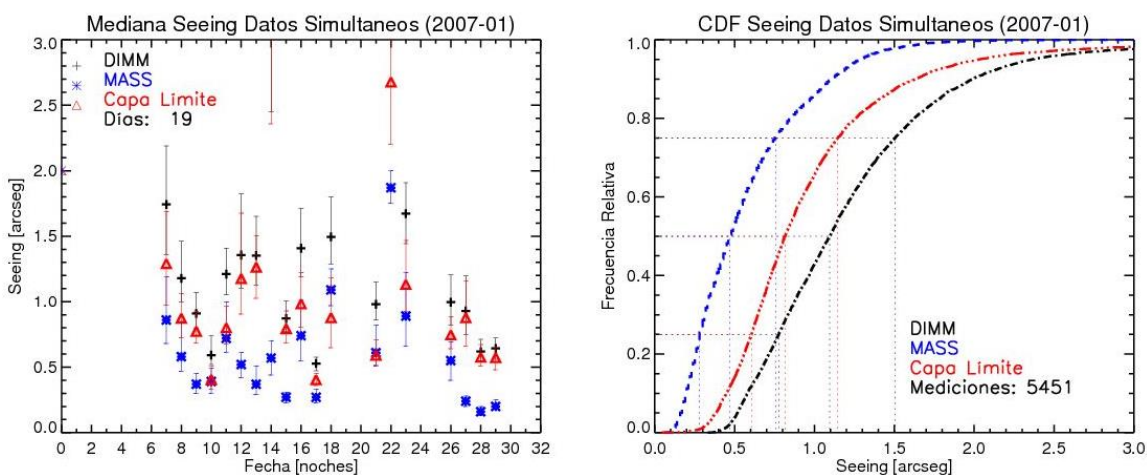 Mediana Seeing Datos Simultaneos (2007-01)
3.0
2.5
2.0
1.5
1.0
0.5
0.0
Seeing [arcseg]
DIMM
MASS
Capa Limite
Dias: 19
0 2 4 6 8 10 12 14 16 18 20 22 24 26 28 30 32
Fecha [noches]
CDF Seeing Datos Simultaneos (2007-01)
1.0
0.8
0.6
0.4
0.2
0.0
Frecuencia Relativa
DIMM
MASS
Capa Limite
Mediciones: 5451
0.0 0.5 1.0 1.5 2.0 2.5 3.0
Seeing [arcseg]